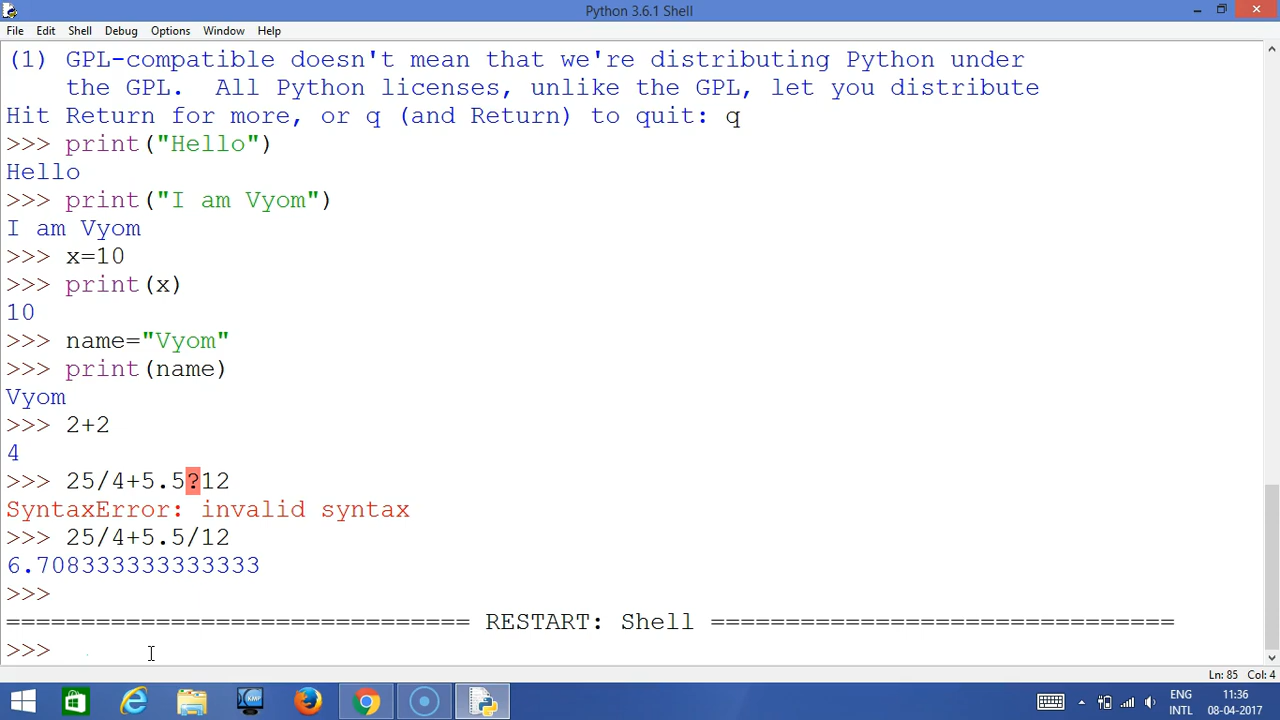 Python 3.6.1 Shell
File Edit Shell Debug Options Window Help
(1) GPL-compatible doesn't mean that we're distributing Python under
the GPL. All Python licenses, unlike the GPL, let you distribute
Hit Return for more, or q (and Return) to quit: q
>>> print("Hello")
Hello
>>> print("I am Vyom")
I am Vyom
>>> x=10
>>> print(x)
10
>>> name="Vyom"
>>> print(name)
Vyom
>>> 2+2
4
>>> 25/4+5.5?12
SyntaxError: invalid syntax
>>> 25/4+5.5/12
6.708333333333333
>>>
=============================== RESTART: Shell ===============================
>>>
Ln: 85 Col: 4
KMP
ENG 11:36
INTL 08-04-2017